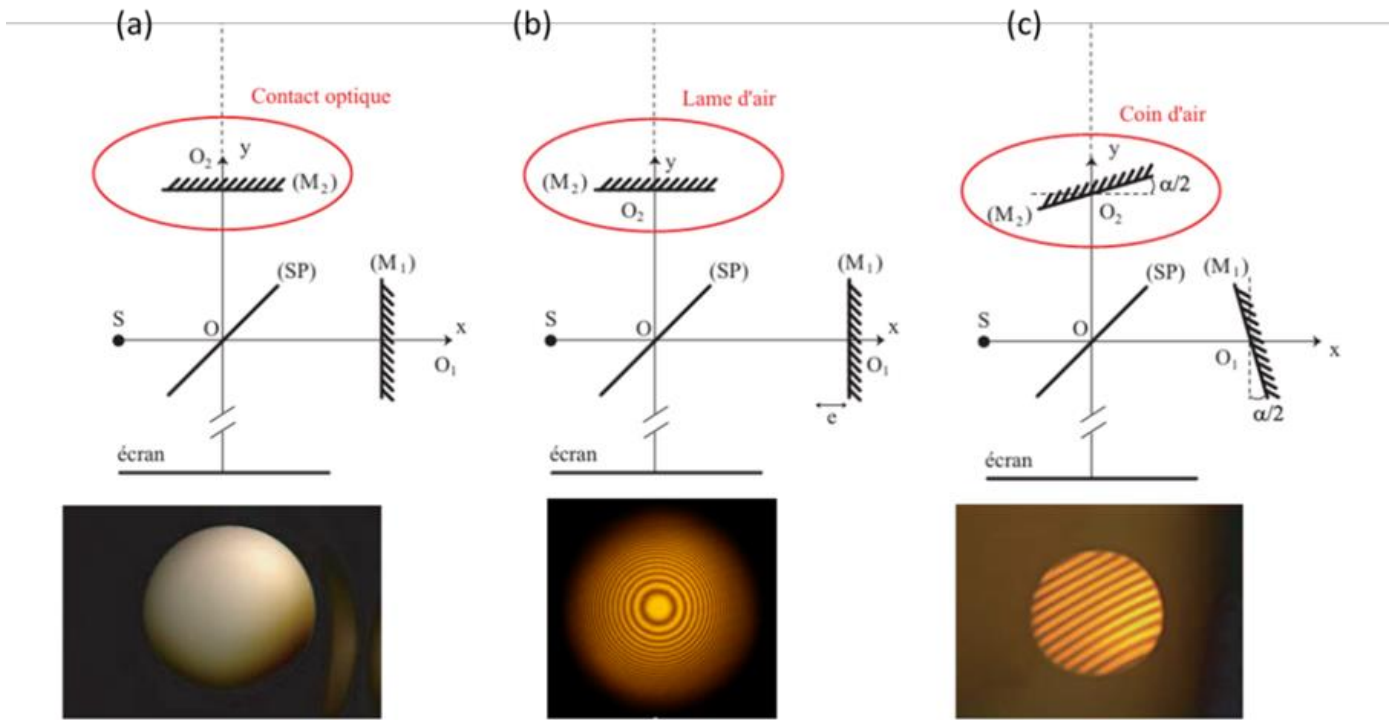 (a)
Contact optique
O₂ y
(M₂)
(SP)
(M₁)
S
O
x
O₁
écran
(b)
Lame d'air
y
(M₂)
O₂
(SP)
(M₁)
S
O
x
O₁
e
écran
(c)
Coin d'air
y
α/2
(M₂)
O₂
(SP)
(M₁)
S
O
O₁
x
α/2
écran